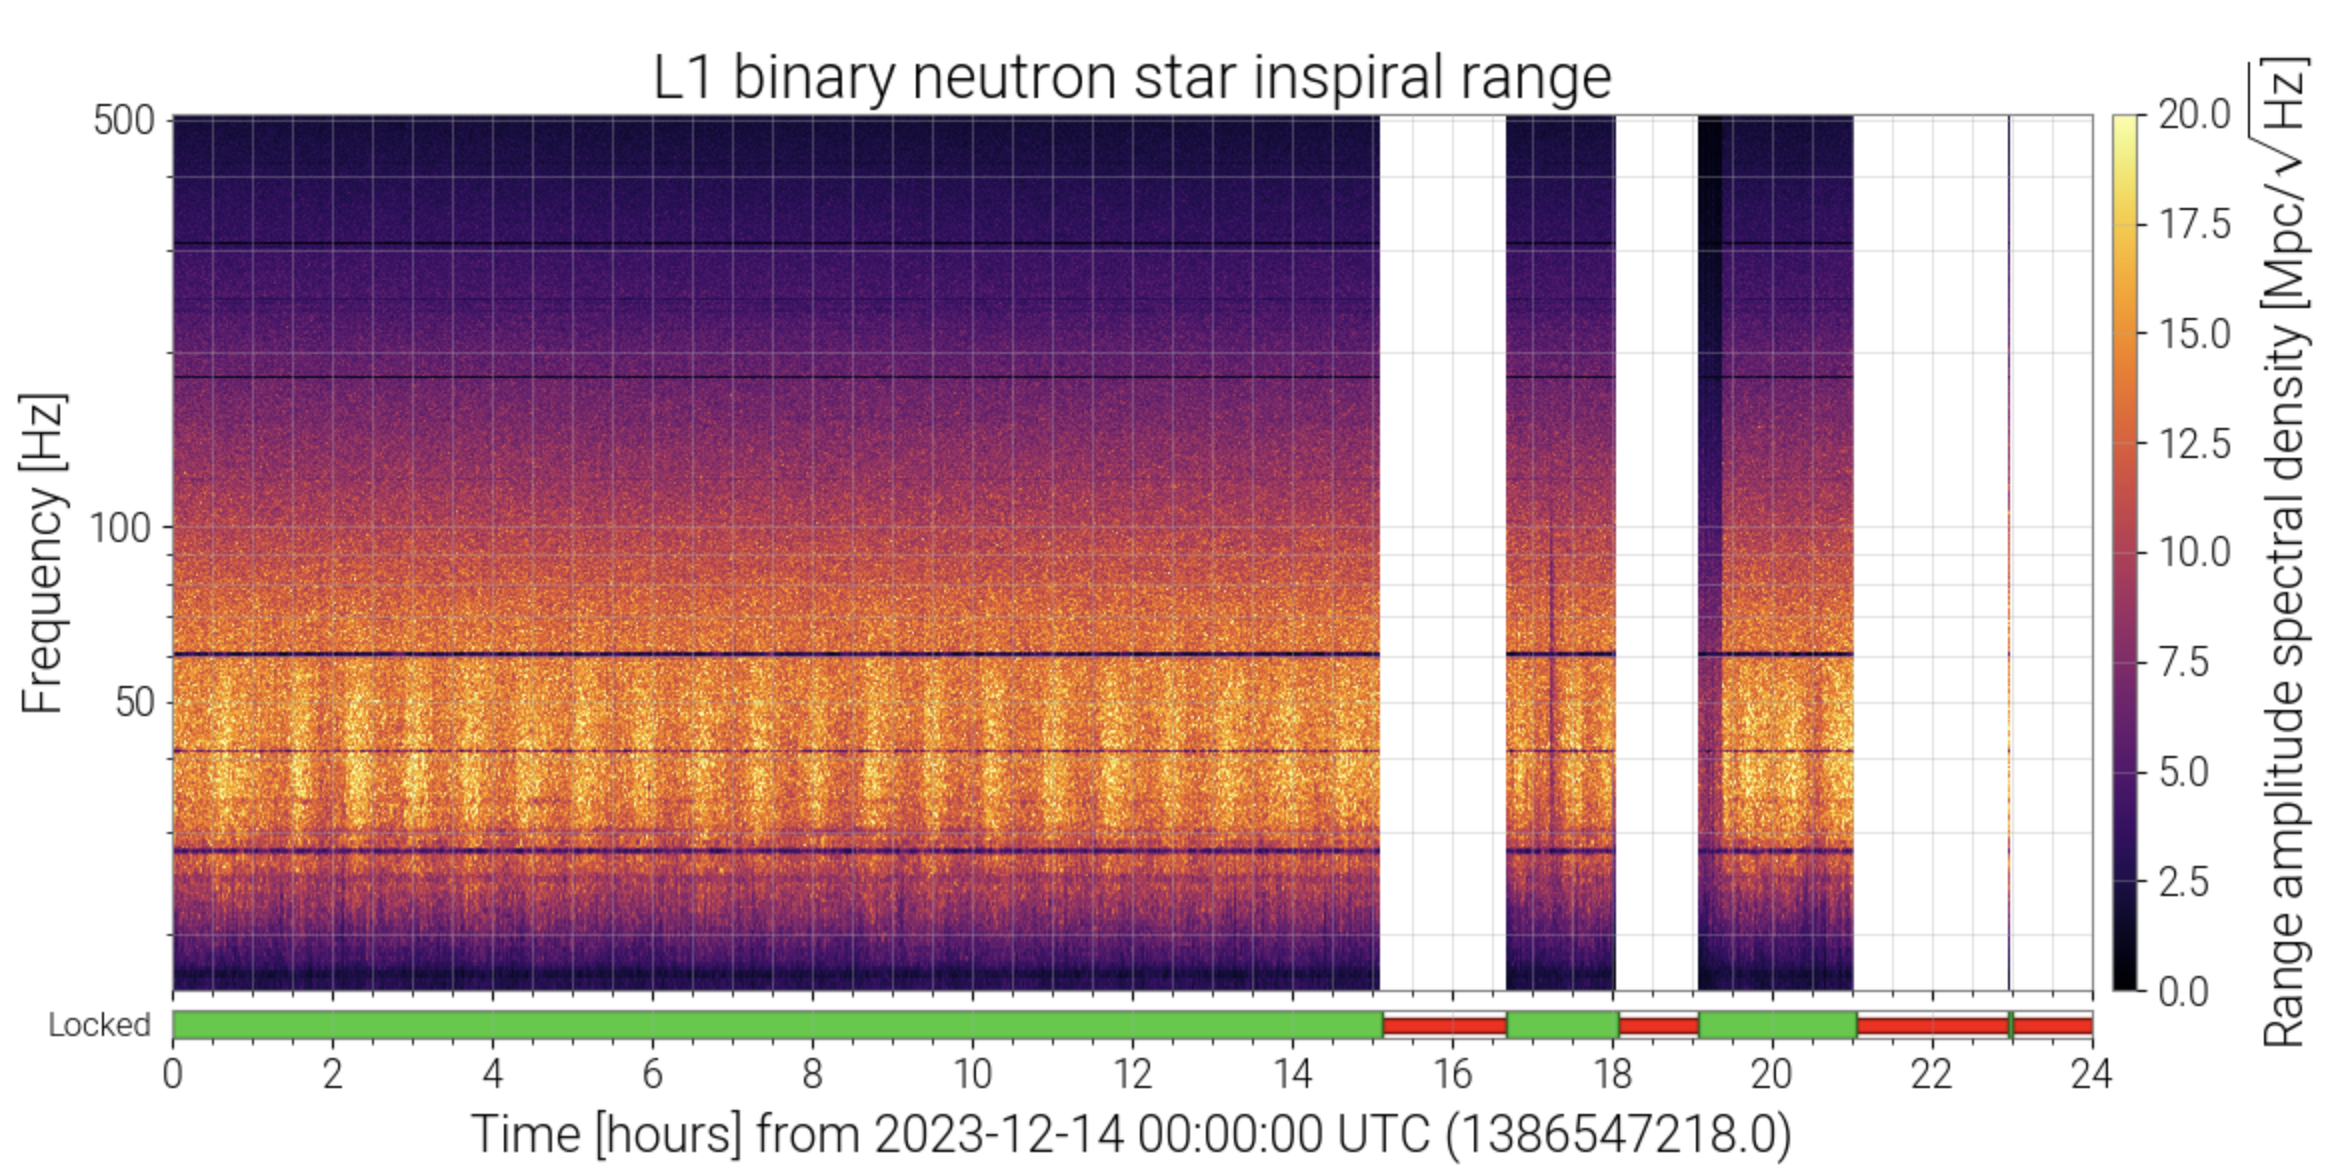 L1 binary neutron star inspiral range
500
100
50
Frequency [Hz]
20.0
17.5
15.0
12.5
10.0
7.5
5.0
2.5
0.0
Range amplitude spectral density [Mpc/√Hz]
Locked
0 2 4 6 8 10 12 14 16 18 20 22 24
Time [hours] from 2023-12-14 00:00:00 UTC (1386547218.0)